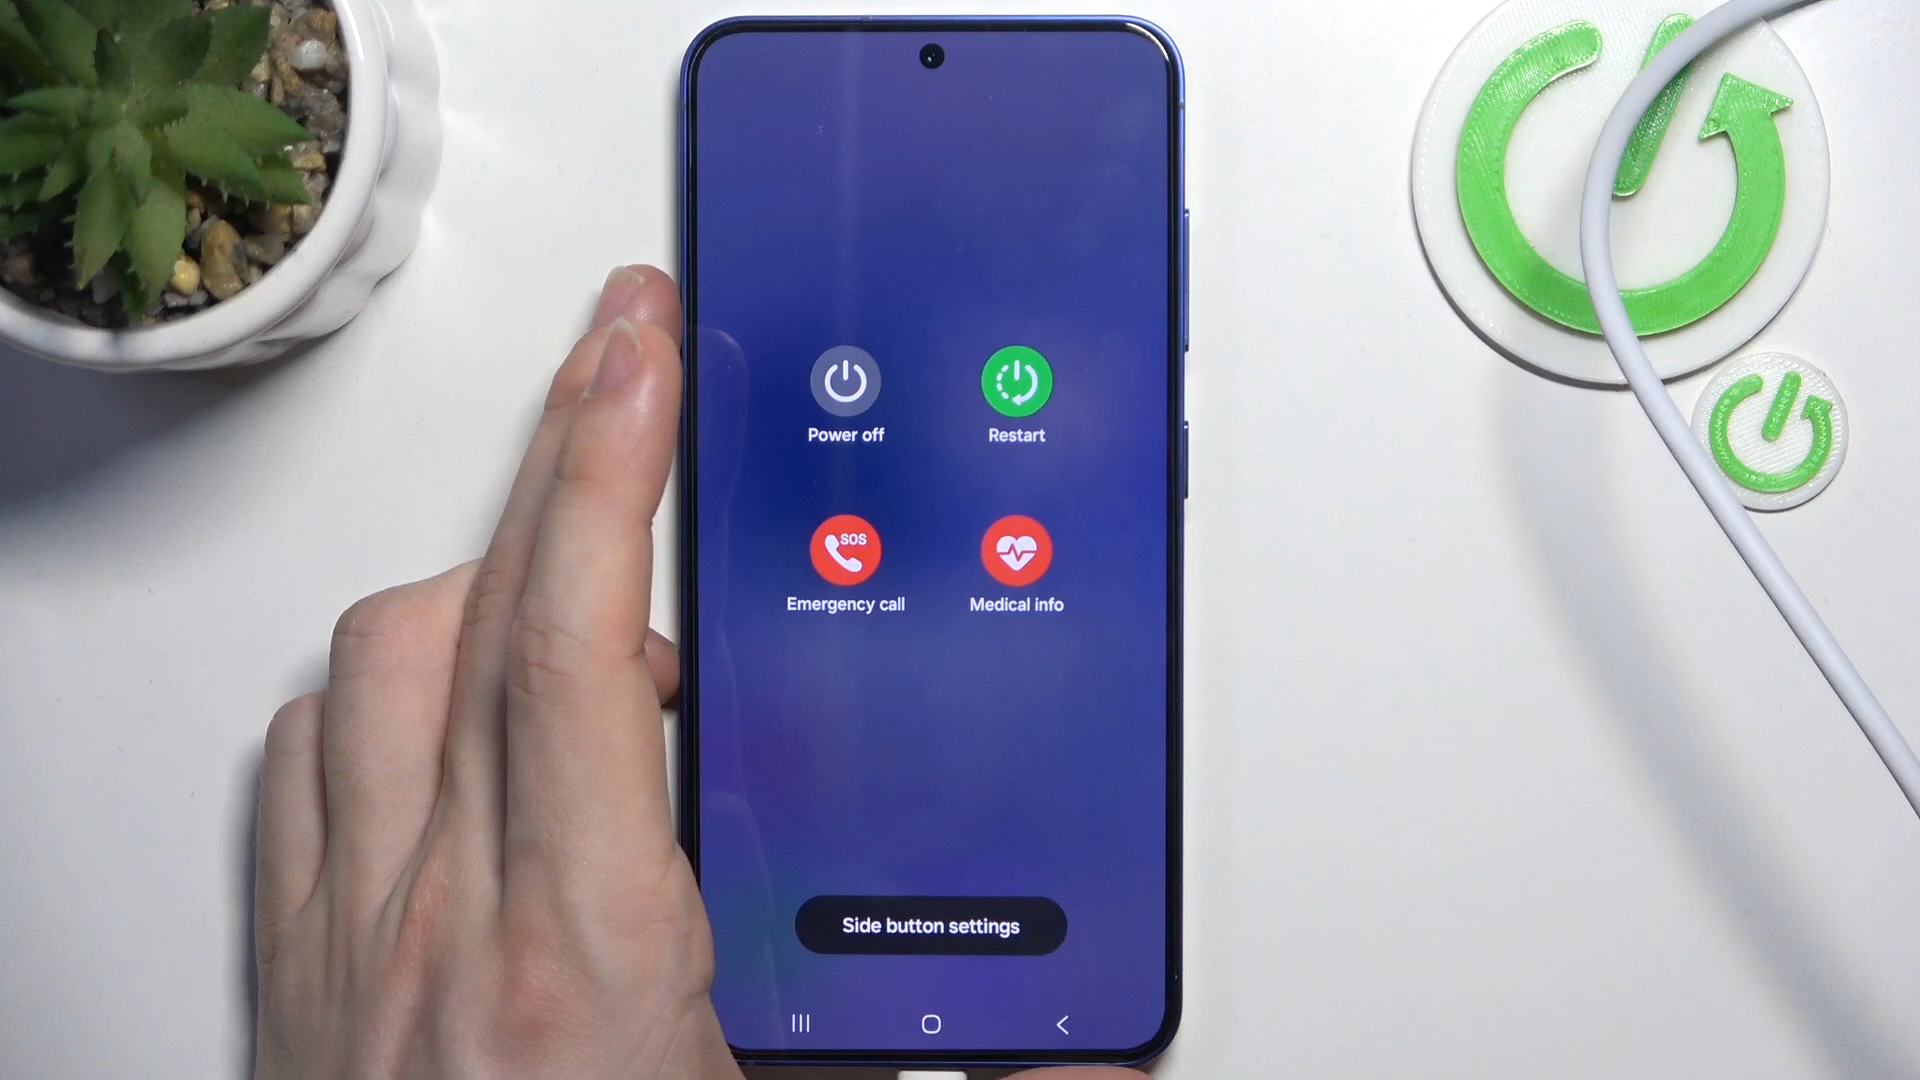 Power off
Restart
SOS
Emergency call
Medical info
Side button settings